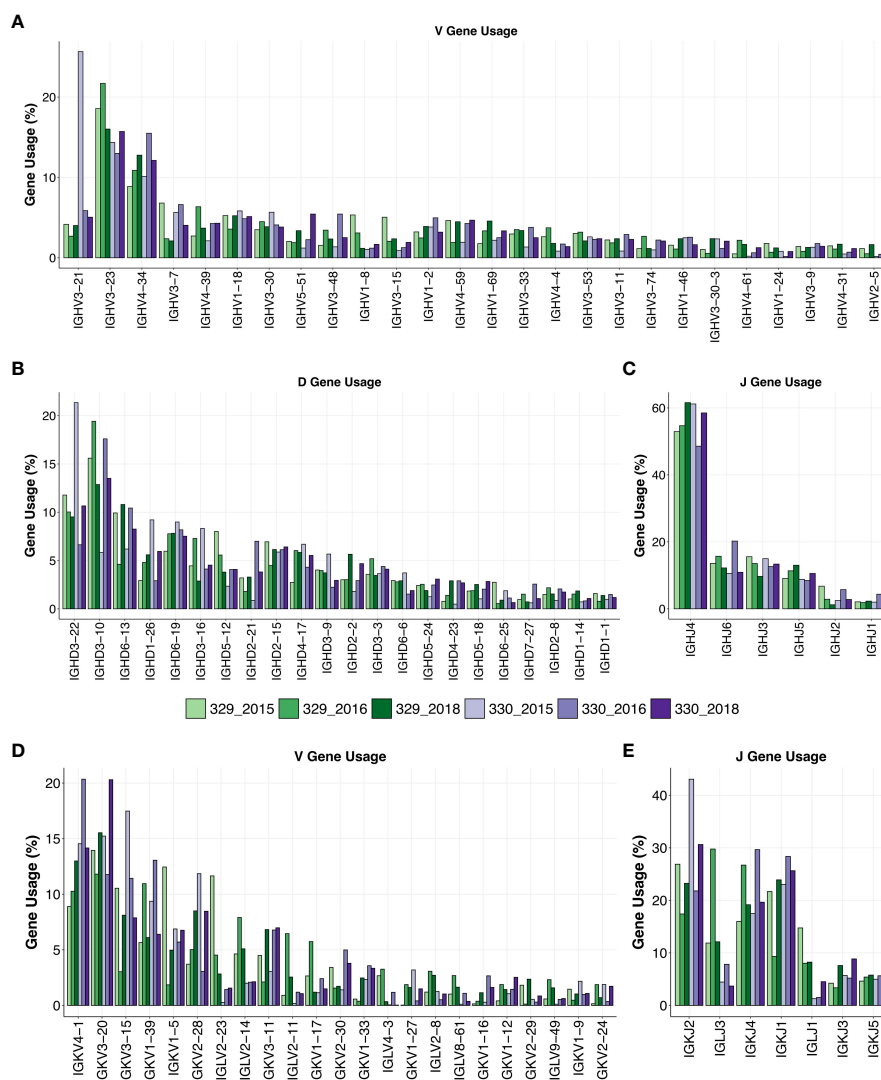 A
V Gene Usage
Gene Usage (%)
20
10
0
IGHV3−21
IGHV3−23
IGHV4−34
IGHV3−7
IGHV4−39
IGHV1−18
IGHV3−30
IGHV5−51
IGHV3−48
IGHV1−8
IGHV3−15
IGHV1−2
IGHV4−59
IGHV1−69
IGHV3−33
IGHV4−4
IGHV3−53
IGHV3−11
IGHV3−74
IGHV1−46
IGHV3−30−3
IGHV4−61
IGHV1−24
IGHV3−9
IGHV4−31
IGHV2−5
B
D Gene Usage
Gene Usage (%)
20
15
10
5
0
IGHD3−22
IGHD3−10
IGHD6−13
IGHD1−26
IGHD6−19
IGHD3−16
IGHD5−12
IGHD2−21
IGHD2−15
IGHD4−17
IGHD3−9
IGHD2−2
IGHD3−3
IGHD6−6
IGHD5−24
IGHD4−23
IGHD5−18
IGHD6−25
IGHD7−27
IGHD2−8
IGHD1−14
IGHD1−1
C
J Gene Usage
Gene Usage (%)
60
40
20
0
IGHJ4
IGHJ6
IGHJ3
IGHJ5
IGHJ2
IGHJ1
329_2015 329_2016 329_2018 330_2015 330_2016 330_2018
D
V Gene Usage
Gene Usage (%)
20
15
10
5
0
IGKV4−1
GKV3−20
GKV3−15
GKV1−39
IGKV1−5
GKV2−28
IGLV2−23
IGLV2−14
GKV3−11
IGLV2−11
GKV1−17
GKV2−30
GKV1−33
IGLV4−3
GKV1−27
IGLV2−8
IGLV8−61
GKV1−16
GKV1−12
GKV2−29
IGLV9−49
IGKV1−9
GKV2−24
E
J Gene Usage
Gene Usage (%)
40
30
20
10
0
IGKJ2
IGLJ3
IGKJ4
IGKJ1
IGLJ1
IGKJ3
IGKJ5